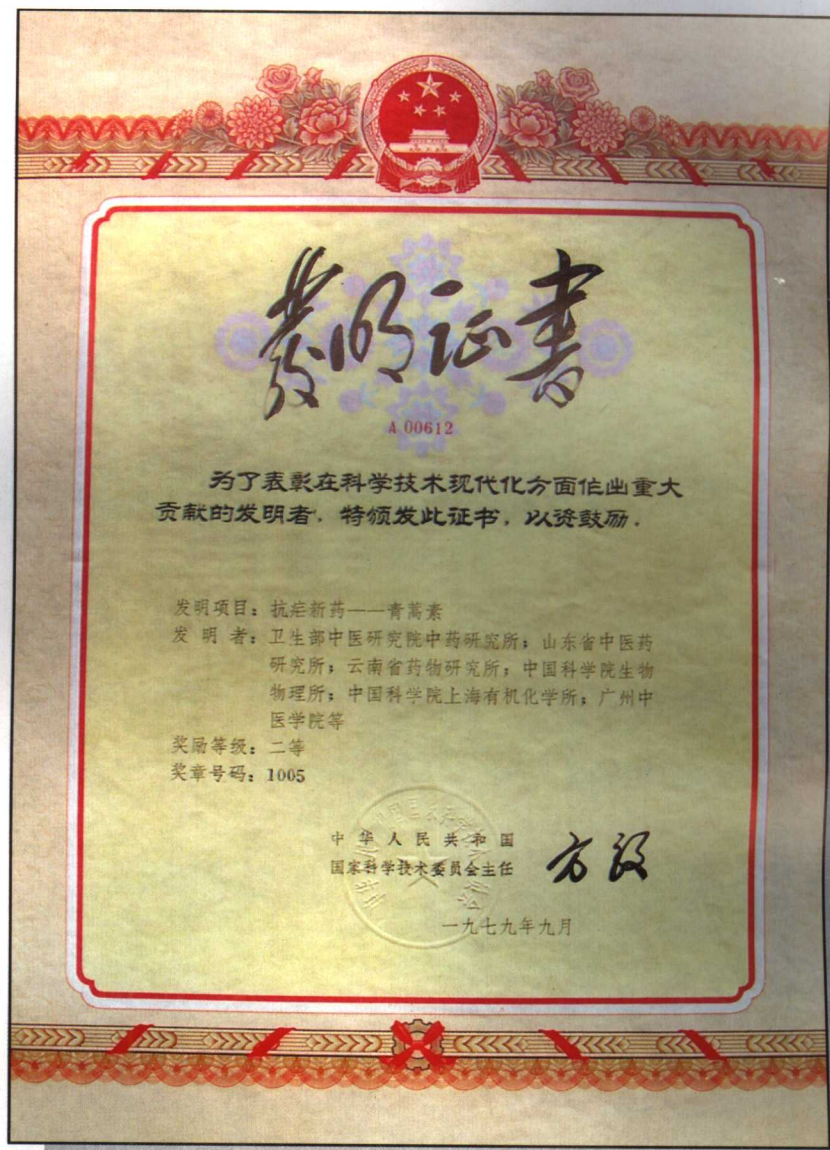 發明证书
A 00612
为了表彰在科学技术现代化方面作出重大
贡献的发明者，特颁发此证书，以资鼓励．
发明项目：抗疟新药——青蒿素
发 明 者：卫生部中医研究院中药研究所；山东省中医药
研究所；云南省药物研究所；中国科学院生物
物理所；中国科学院上海有机化学所；广州中
医学院等
奖励等级：二等
奖章号码：1005
中华人民共和国
国家科学技术委员会主任
方毅
一九七九年九月